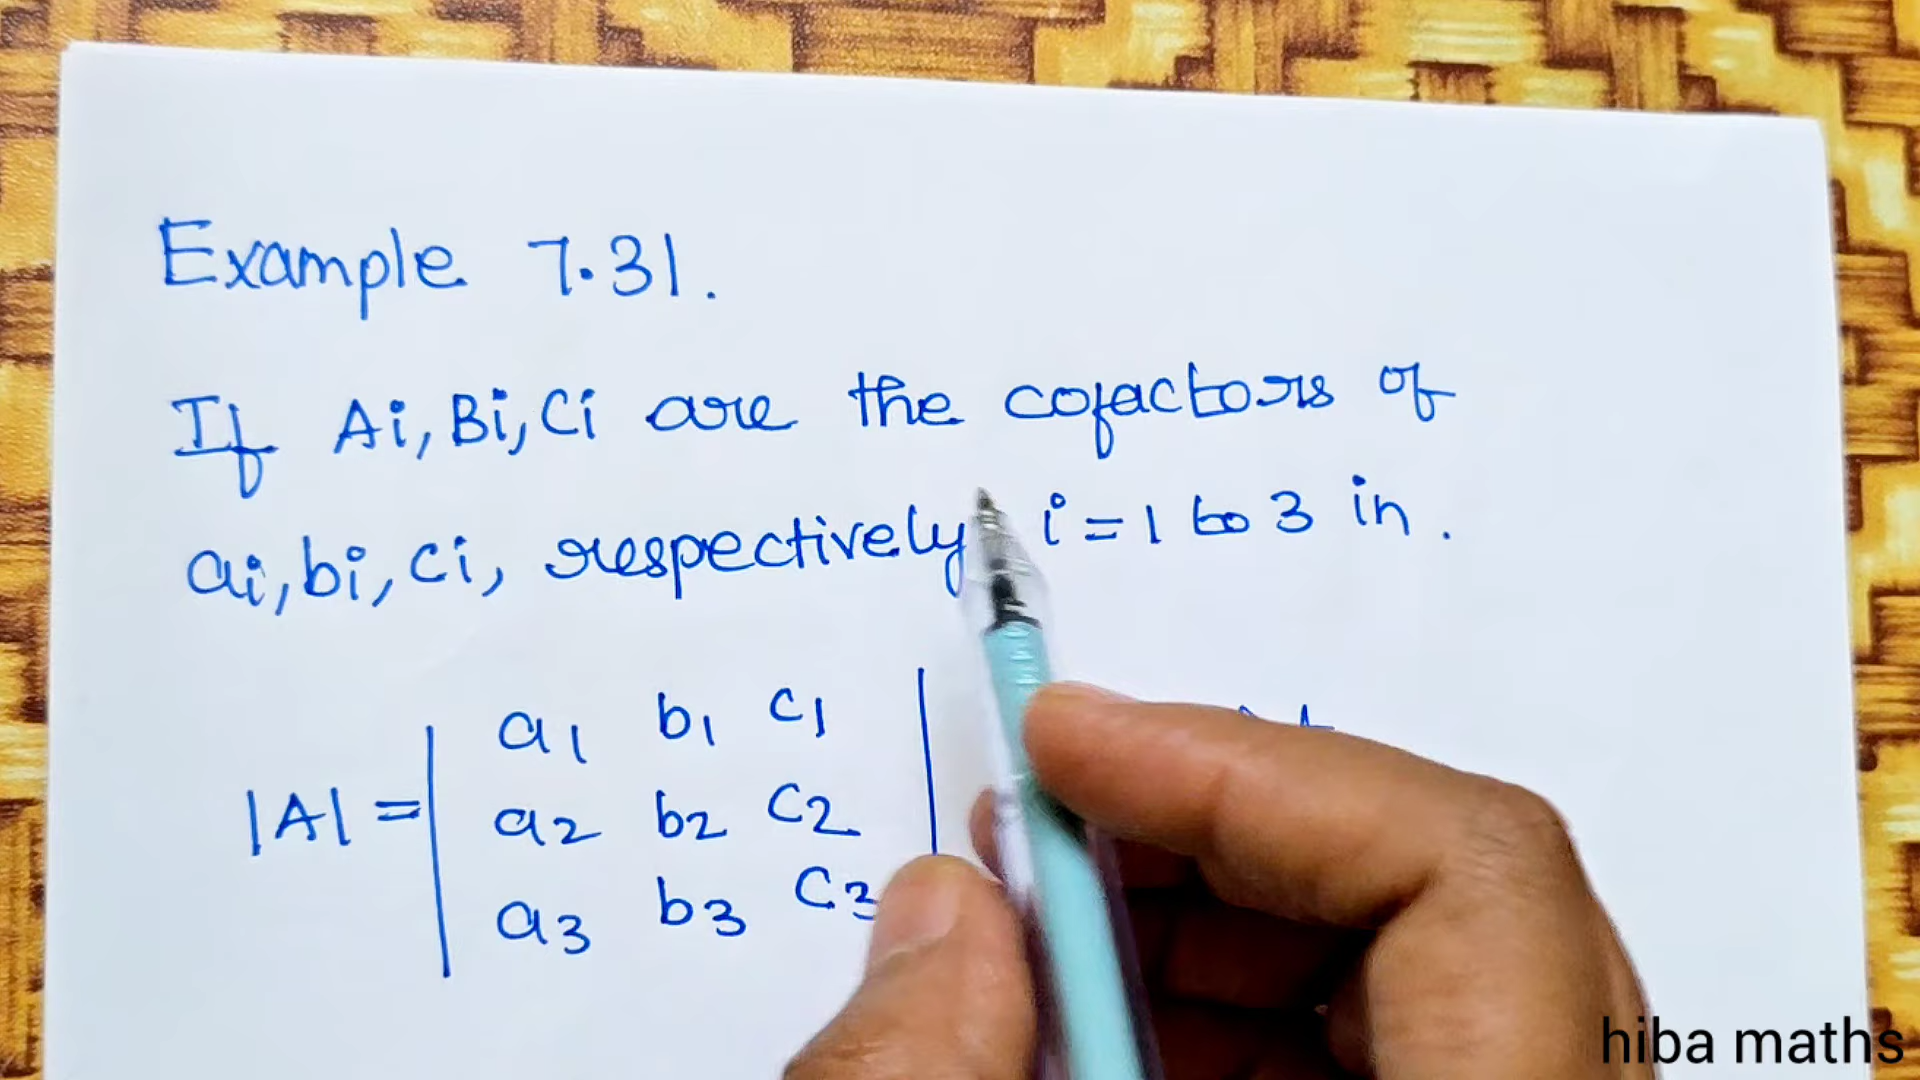 Example 7.31.
If Ai, Bi, Ci are the cofactors of
ai, bi, ci, respectively i = 1 to 3 in.
|A| = | a1 b1 c1 |
a2 b2 c2
a3 b3 c3
hiba maths